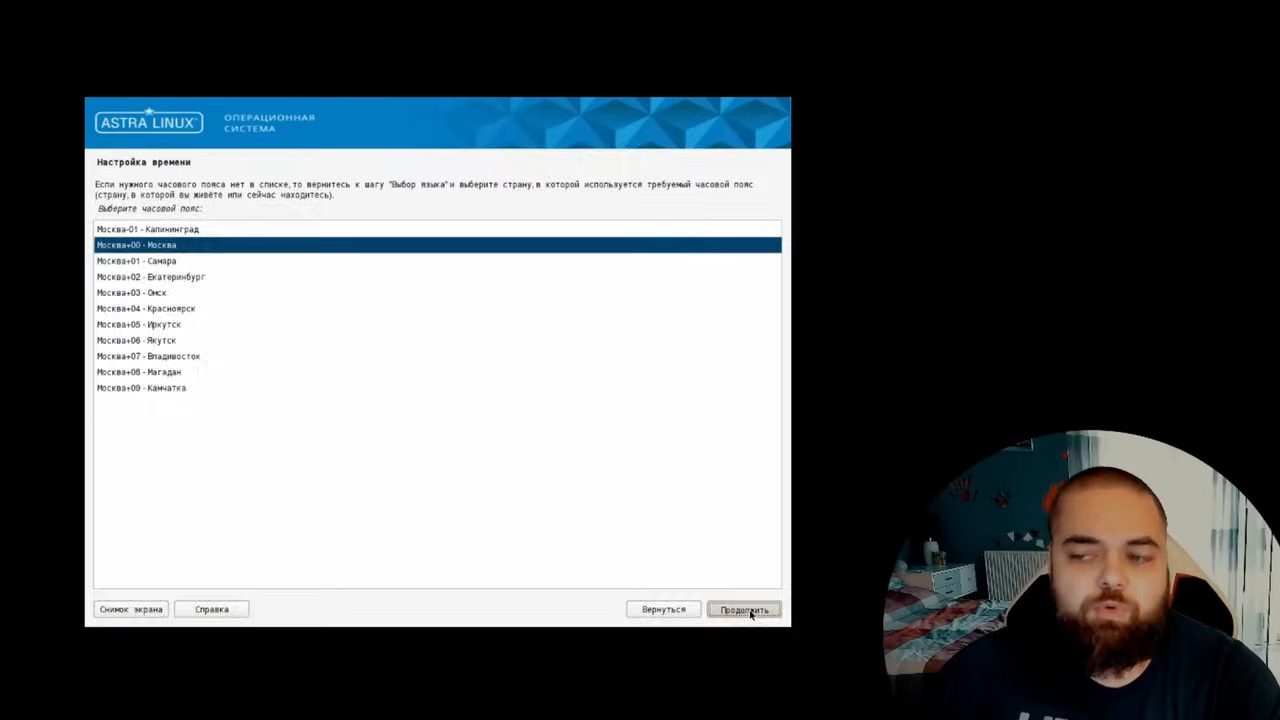 ASTRA LINUX
ОПЕРАЦИОННАЯ
СИСТЕМА
Настройка времени
Если нужного часового пояса нет в списке, то вернитесь к шагу "Выбор языка" и выберите страну, в которой используется требуемый часовой пояс
(страну, в которой вы живёте или сейчас находитесь).
Выберите часовой пояс:
Москва-01 - Калининград
Москва+00 - Москва
Москва+01 - Самара
Москва+02 - Екатеринбург
Москва+03 - Омск
Москва+04 - Красноярск
Москва+05 - Иркутск
Москва+06 - Якутск
Москва+07 - Владивосток
Москва+08 - Магадан
Москва+09 - Камчатка
Снимок экрана
Справка
Вернуться
Продолжить